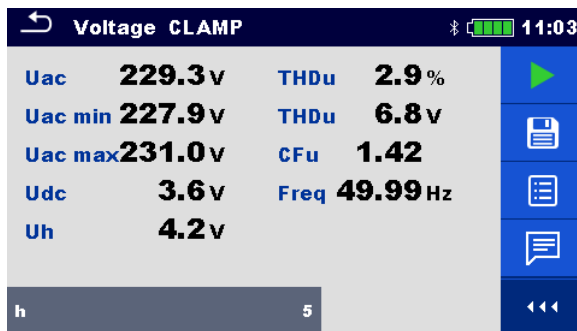 Voltage CLAMP 11:03
Uac 229.3 V THDu 2.9 %
Uac min 227.9 V THDu 6.8 V
Uac max 231.0 V CFu 1.42
Udc 3.6 V Freq 49.99 Hz
Uh 4.2 V
h 5